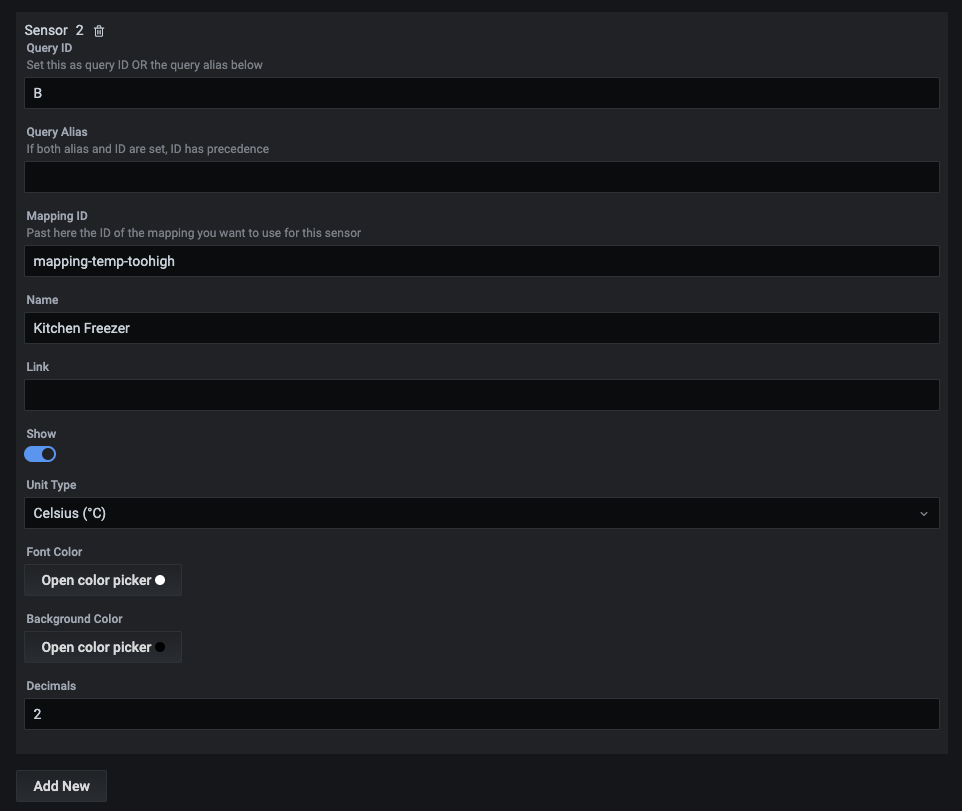 Sensor 2
Query ID
Set this as query ID OR the query alias below
B
Query Alias
If both alias and ID are set, ID has precedence
Mapping ID
Past here the ID of the mapping you want to use for this sensor
mapping-temp-toohigh
Name
Kitchen Freezer
Link
Show
Unit Type
Celsius (°C)
Font Color
Open color picker
Background Color
Open color picker
Decimals
2
Add New